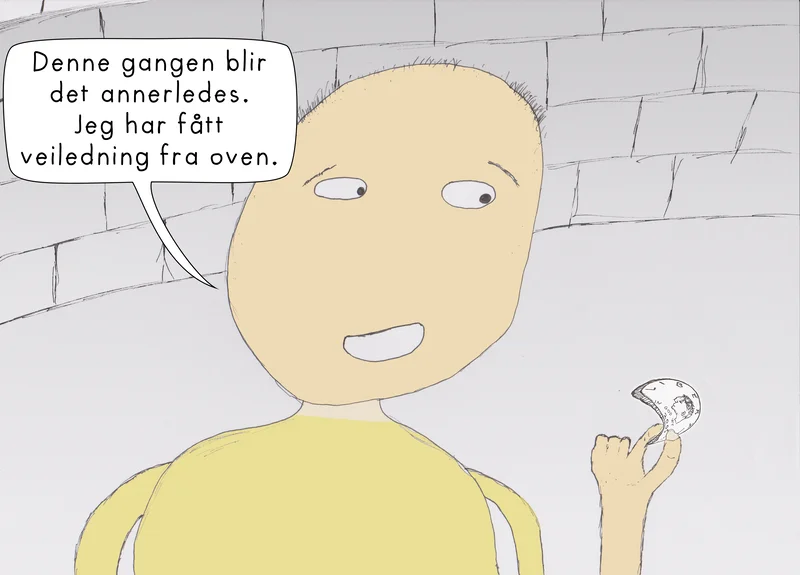 Denne gangen blir
det annerledes.
Jeg har fått
veiledning fra oven.